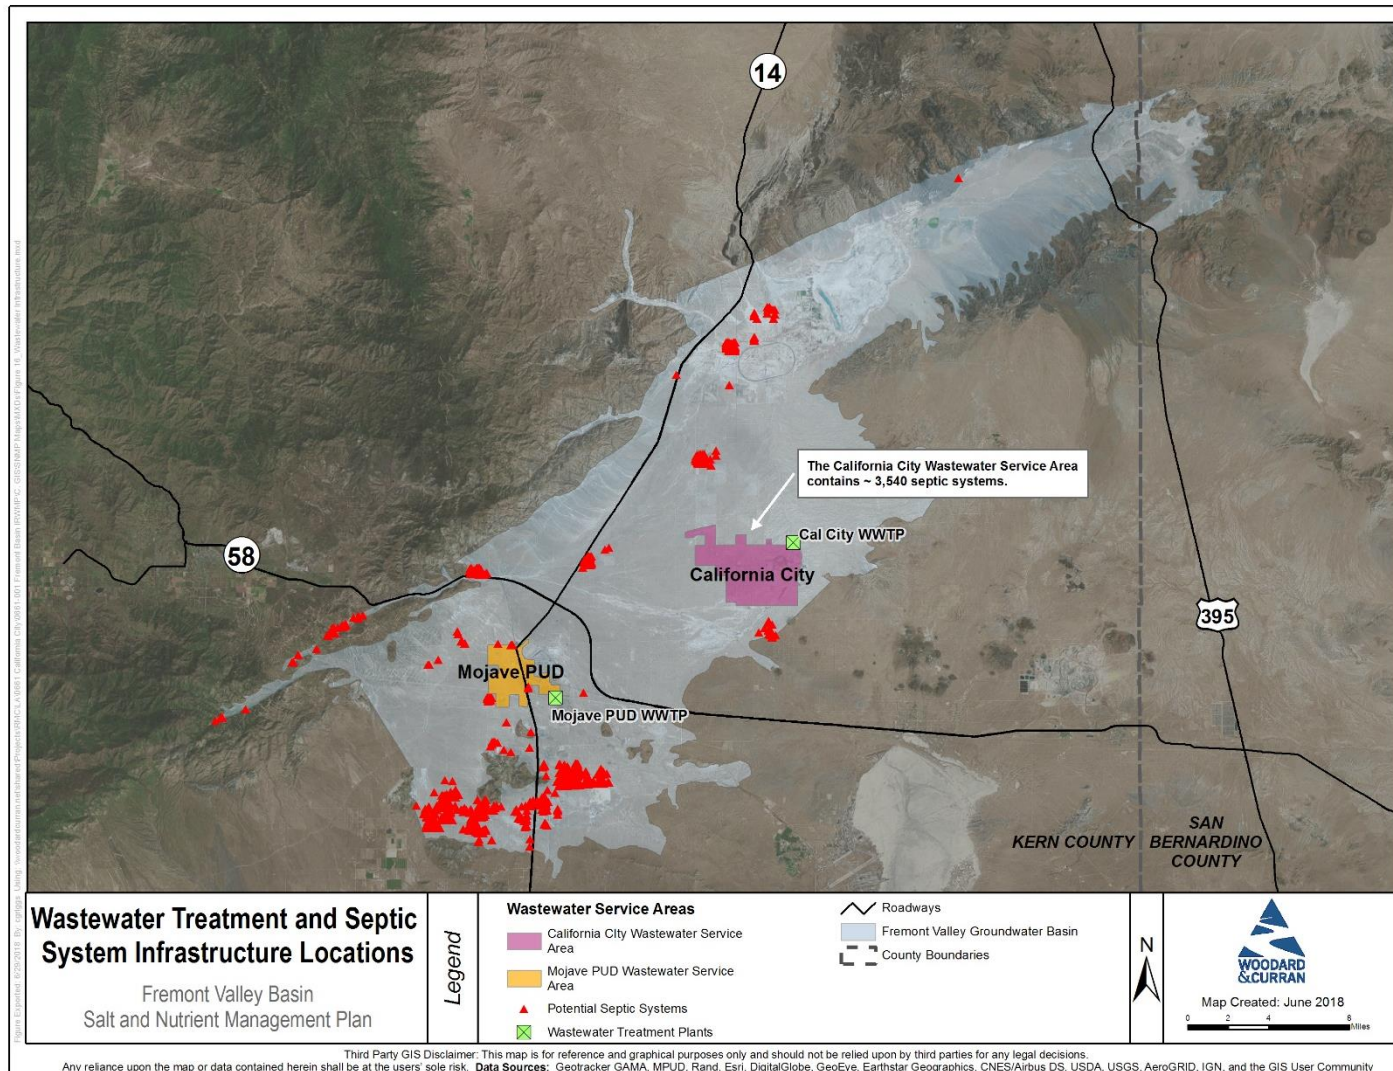 14
The California City Wastewater Service Area
contains ~ 3,540 septic systems.
Cal City WWTP
California City
58
395
Mojave PUD
Mojave PUD WWTP
KERN COUNTY
SAN
BERNARDINO
COUNTY
Wastewater Treatment and Septic
System Infrastructure Locations
Fremont Valley Basin
Salt and Nutrient Management Plan
Legend
Wastewater Service Areas
California CIty Wastewater Service
Area
Mojave PUD Wastewater Service
Area
Potential Septic Systems
Wastewater Treatment Plants
Roadways
Fremont Valley Groundwater Basin
County Boundaries
N
WOODARD
&CURRAN
Map Created: June 2018
0 2 4 8
Miles
Third Party GIS Disclaimer: This map is for reference and graphical purposes only and should not be relied upon by third parties for any legal decisions.
Any reliance upon the map or data contained herein shall be at the users' sole risk. Data Sources: Geotracker GAMA, MPUD, Rand, Esri, DigitalGlobe, GeoEye, Earthstar Geographics, CNES/Airbus DS, USDA, USGS, AeroGRID, IGN, and the GIS User Community